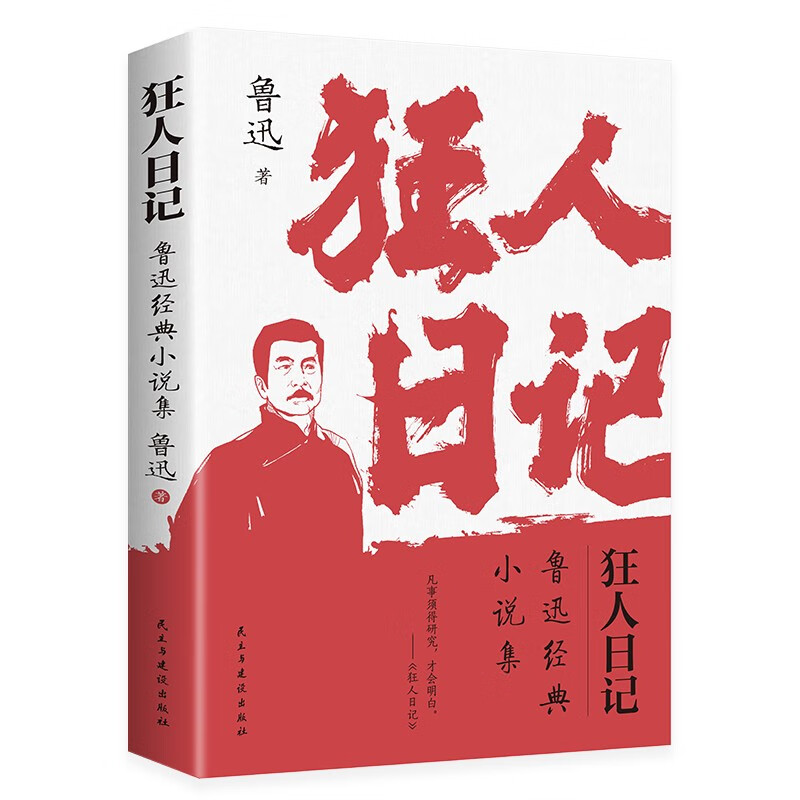 狂人日记
鲁迅经典小说集
鲁迅
著
民主与建设出版社
鲁迅
著
狂人
日记
狂人日记
鲁迅经典
小说集
凡事须得研究，才会明白。
——《狂人日记》
民主与建设出版社